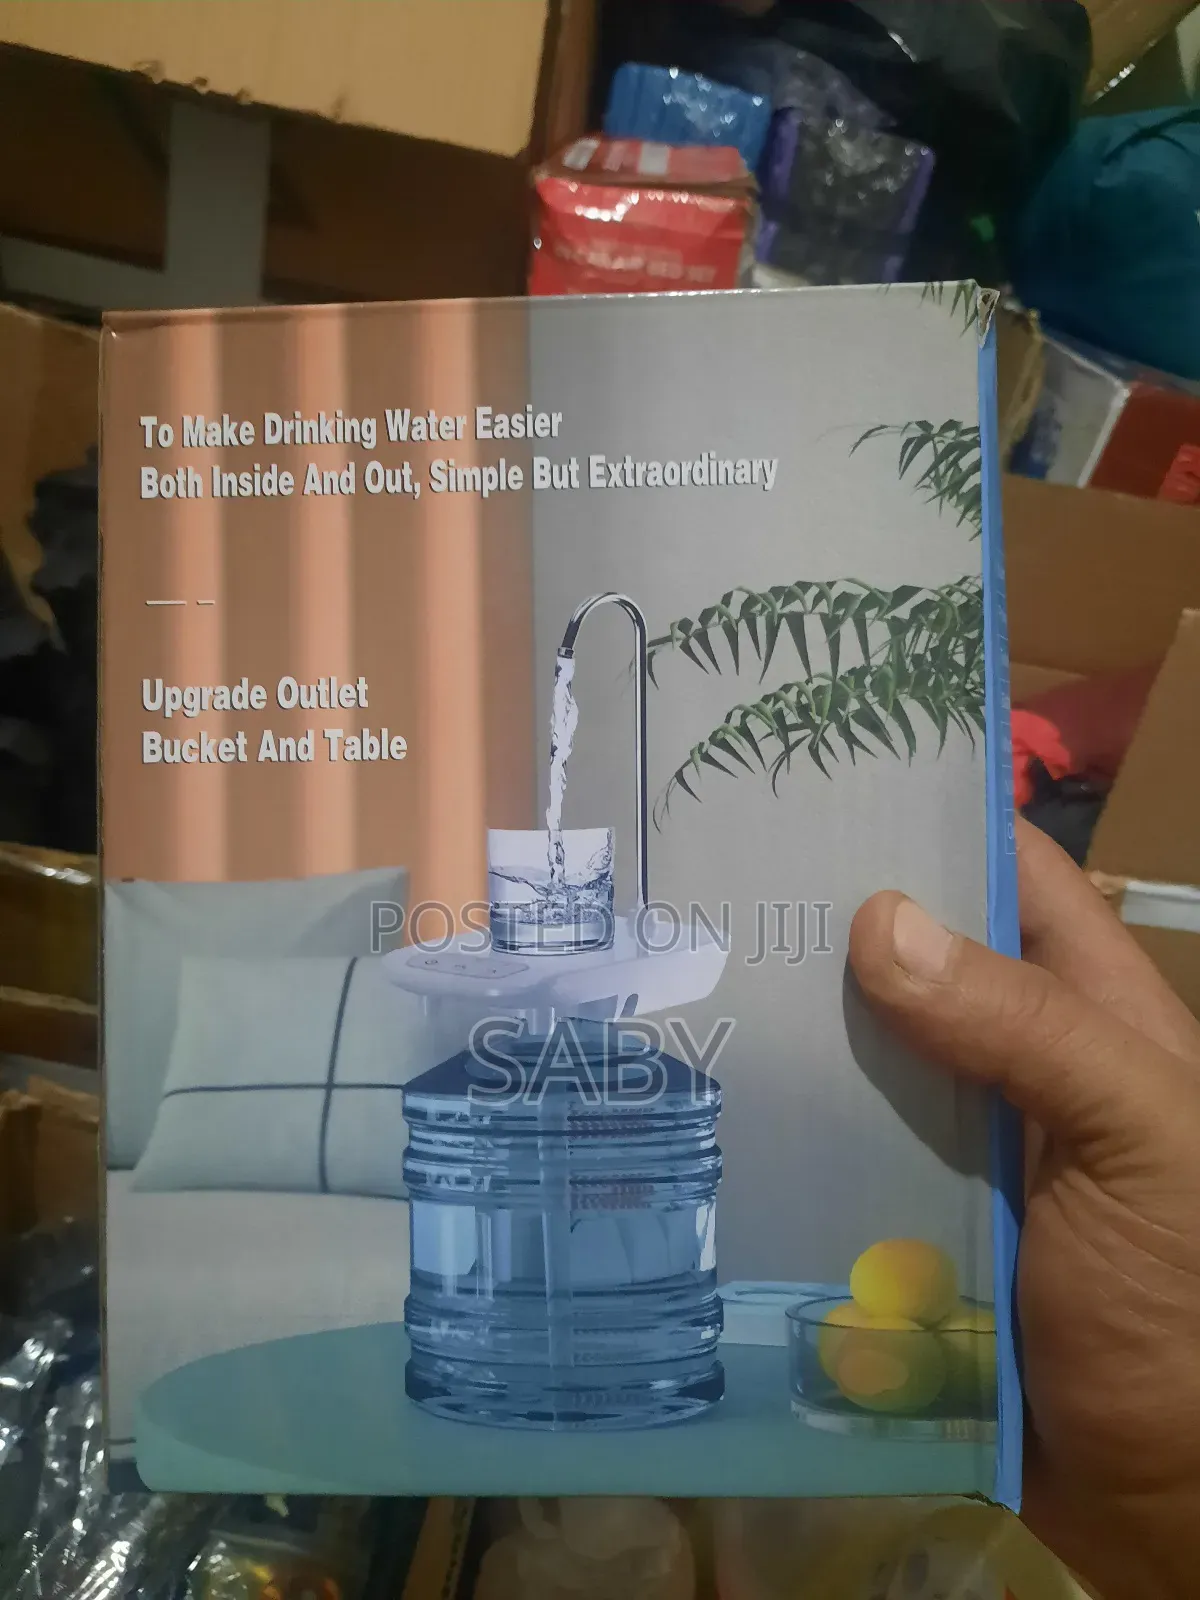 To Make Drinking Water Easier
Both Inside And Out, Simple But Extraordinary
Upgrade Outlet
Bucket And Table
POSTED ON JIJI
SABY